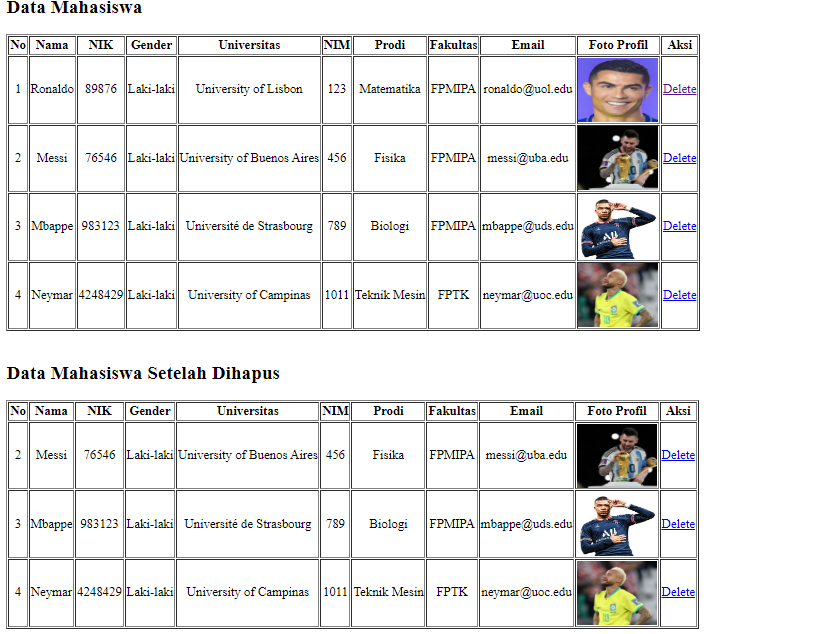 Data Mahasiswa
No Nama NIK Gender Universitas NIM Prodi Fakultas Email Foto Profil Aksi
1 Ronaldo 89876 Laki-laki University of Lisbon 123 Matematika FPMIPA ronaldo@uol.edu Delete
2 Messi 76546 Laki-laki University of Buenos Aires 456 Fisika FPMIPA messi@uba.edu Delete
3 Mbappe 983123 Laki-laki Université de Strasbourg 789 Biologi FPMIPA mbappe@uds.edu Delete
4 Neymar 4248429 Laki-laki University of Campinas 1011 Teknik Mesin FPTK neymar@uoc.edu Delete
Data Mahasiswa Setelah Dihapus
No Nama NIK Gender Universitas NIM Prodi Fakultas Email Foto Profil Aksi
2 Messi 76546 Laki-laki University of Buenos Aires 456 Fisika FPMIPA messi@uba.edu Delete
3 Mbappe 983123 Laki-laki Université de Strasbourg 789 Biologi FPMIPA mbappe@uds.edu Delete
4 Neymar 4248429 Laki-laki University of Campinas 1011 Teknik Mesin FPTK neymar@uoc.edu Delete